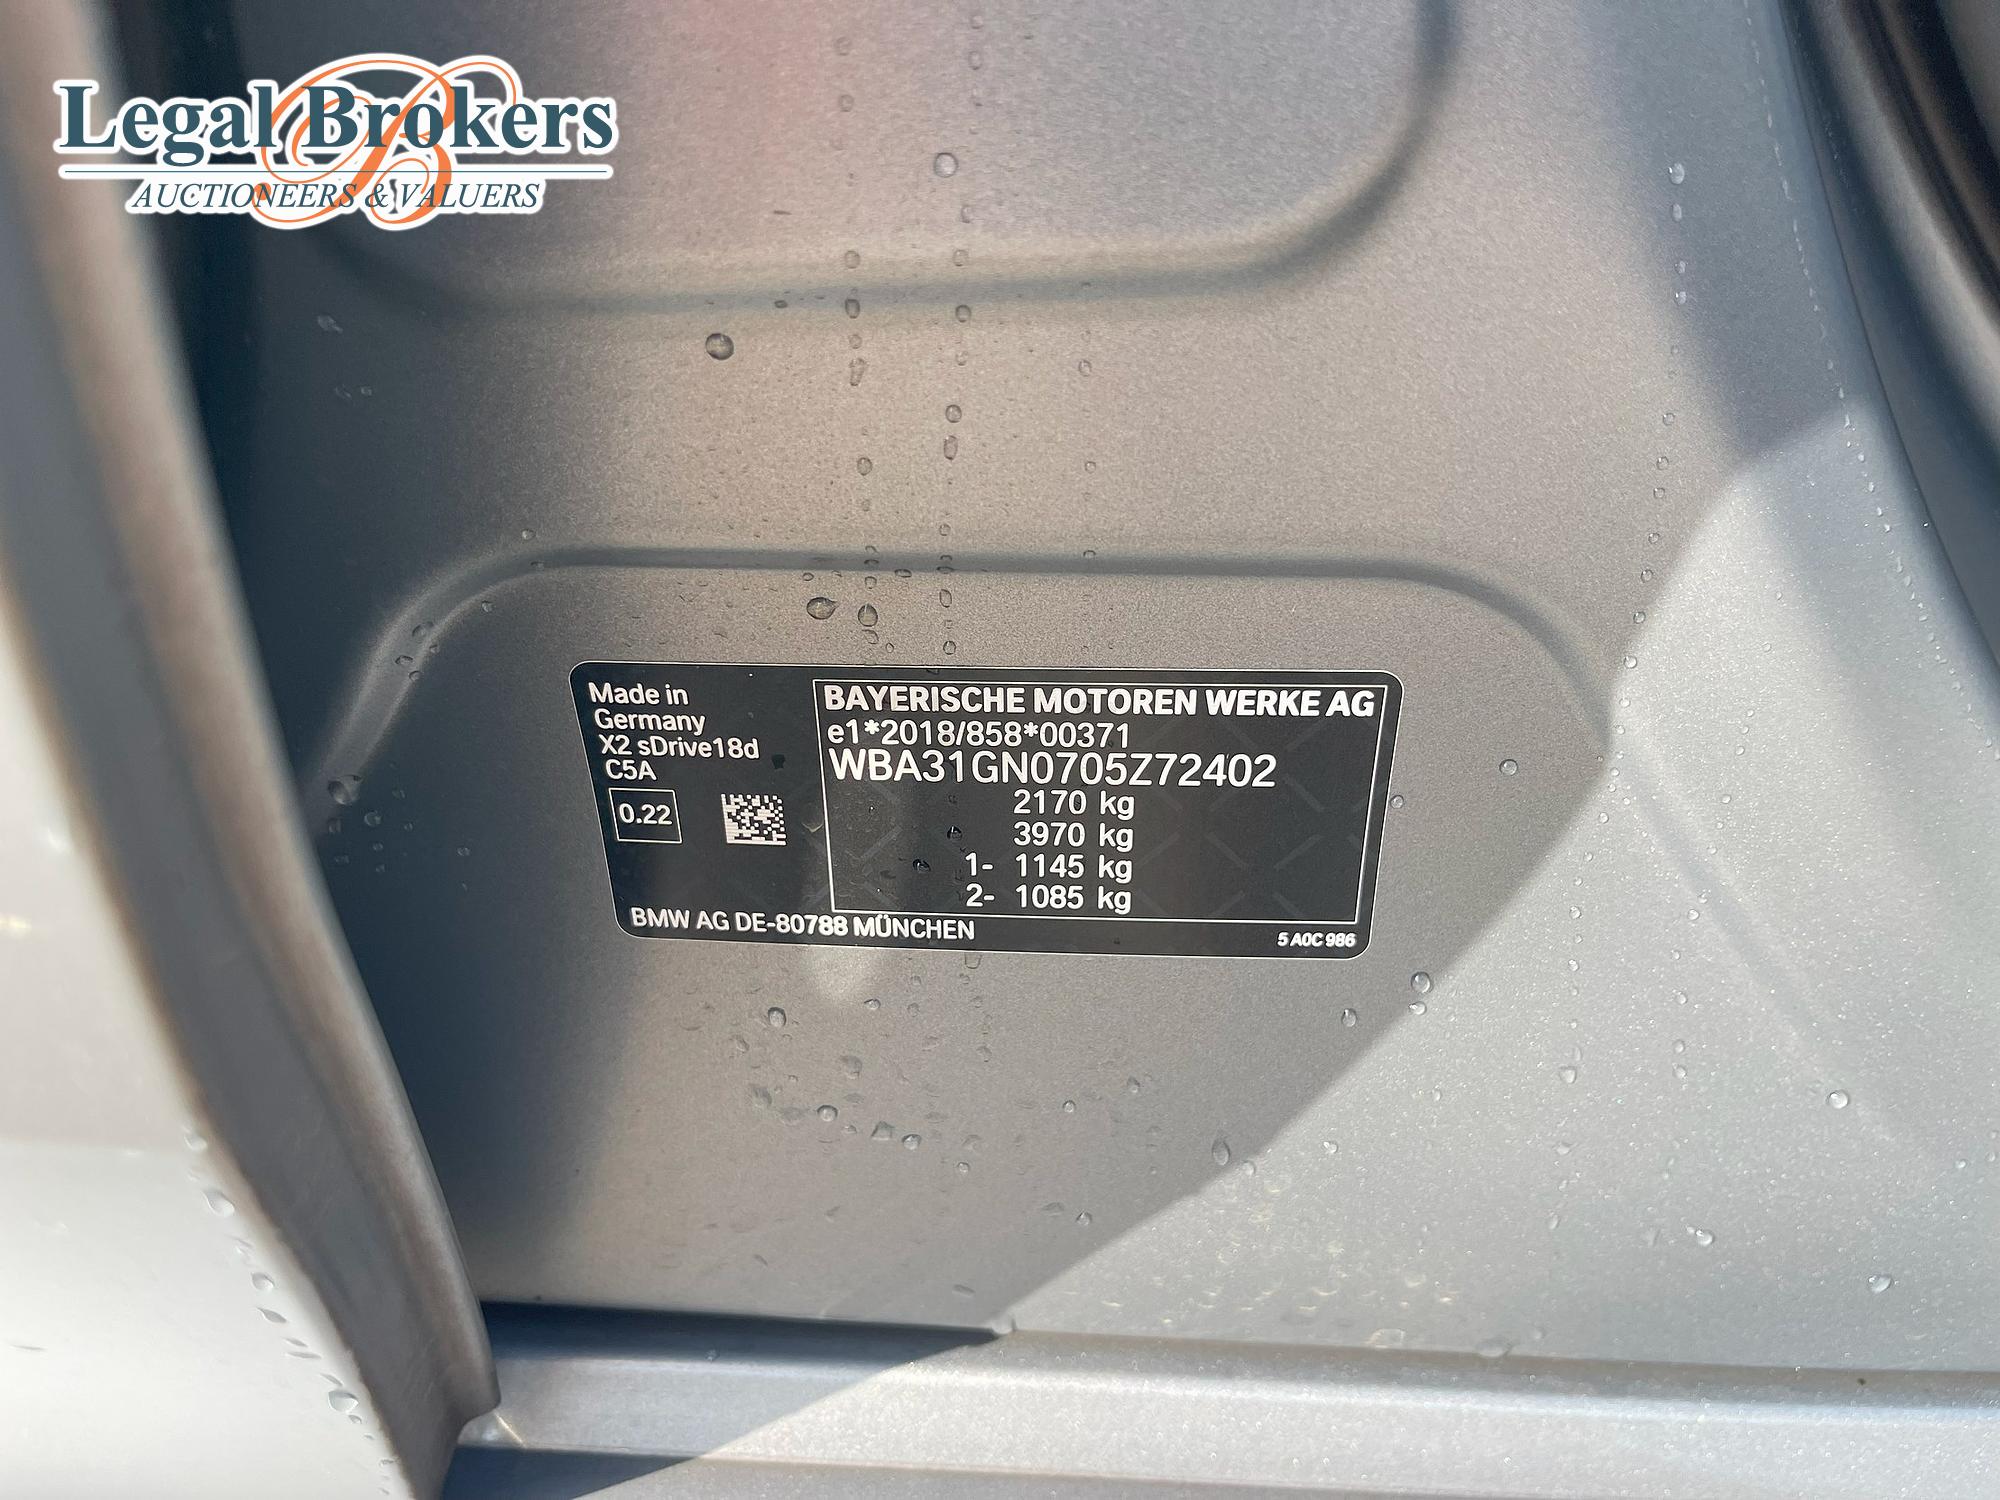 Legal Brokers
AUCTIONEERS & VALUERS
Made in
Germany
X2 sDrive18d
C5A
0.22
BAYERISCHE MOTOREN WERKE AG
e1*2018/858*00371
WBA31GN0705Z72402
2170 kg
3970 kg
1- 1145 kg
2- 1085 kg
BMW AG DE-80788 MÜNCHEN
5 A0C 986